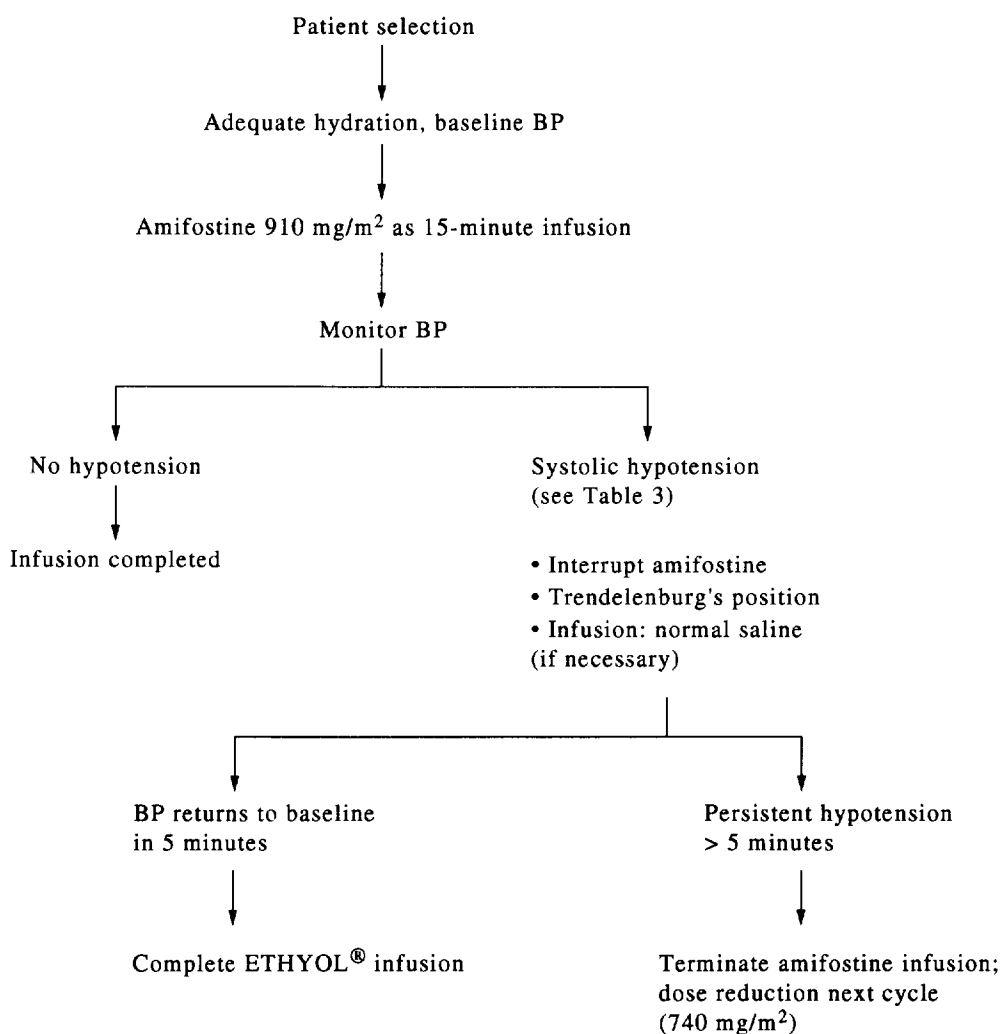 Patient selection
Adequate hydration, baseline BP
Amifostine 910 mg/m² as 15-minute infusion
Monitor BP
No hypotension
Infusion completed
Systolic hypotension
(see Table 3)
• Interrupt amifostine
• Trendelenburg's position
• Infusion: normal saline
(if necessary)
BP returns to baseline
in 5 minutes
Complete ETHYOL® infusion
Persistent hypotension
> 5 minutes
Terminate amifostine infusion;
dose reduction next cycle
(740 mg/m²)